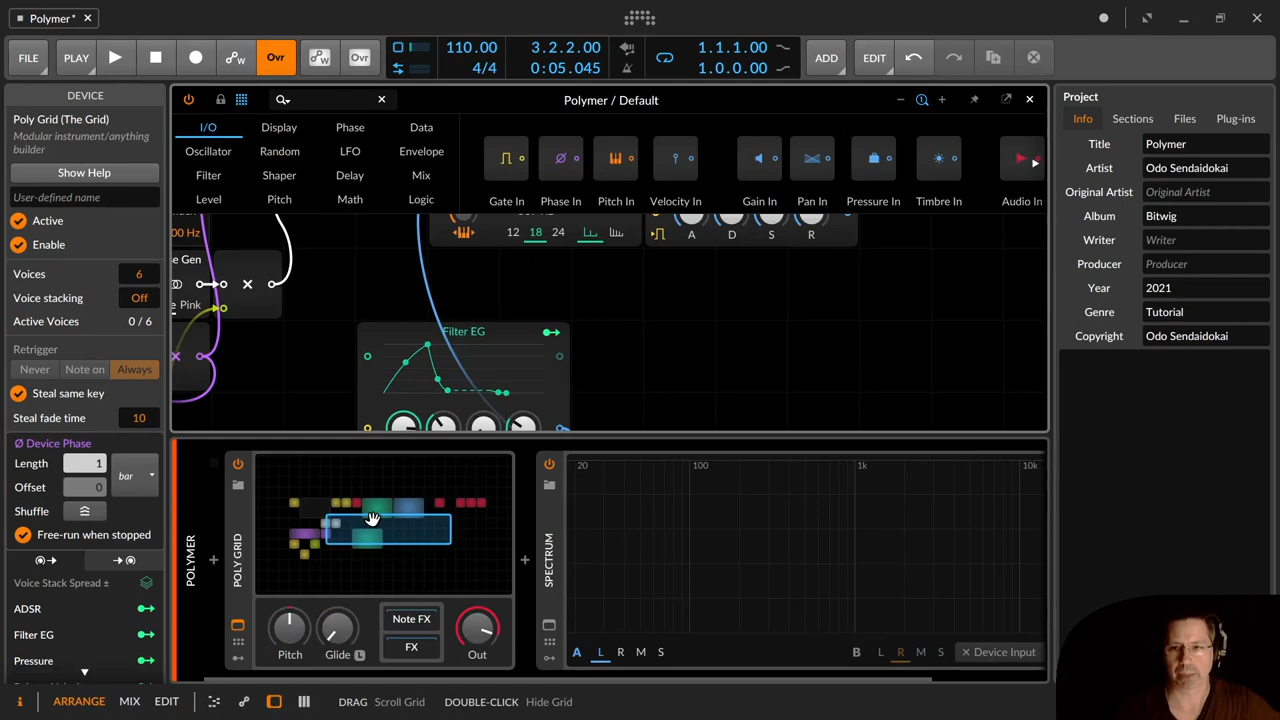 Polymer*
FILE
PLAY
Ovr
Ovr
110.00
4/4
3.2.2.00
0:05.045
1.1.1.00
1.0.0.00
ADD
EDIT
DEVICE
Poly Grid (The Grid)
Modular instrument/anything
builder
Show Help
User-defined name
Active
Enable
Voices 6
Voice stacking Off
Active Voices 0 / 6
Retrigger
Never Note on Always
Steal same key
Steal fade time 10
Ø Device Phase
Length 1
bar
Offset 0
Shuffle
Free-run when stopped
Voice Stack Spread ±
ADSR
Filter EG
Pressure
Polymer / Default
I/O Display Phase Data
Oscillator Random LFO Envelope
Filter Shaper Delay Mix
Level Pitch Math Logic
Gate In Phase In Pitch In Velocity In Gain In Pan In Pressure In Timbre In Audio In
00 Hz
12 18 24
A D S R
e Gen
Pink
Filter EG
POLYMER
POLY GRID
Pitch Glide L
Note FX
FX
Out
SPECTRUM
20 100 1k 10k
A L R M S
B L R M S
Device Input
Project
Info Sections Files Plug-ins
Title Polymer
Artist Odo Sendaidokai
Original Artist Original Artist
Album Bitwig
Writer Writer
Producer Producer
Year 2021
Genre Tutorial
Copyright Odo Sendaidokai
i ARRANGE MIX EDIT
DRAG Scroll Grid DOUBLE-CLICK Hide Grid